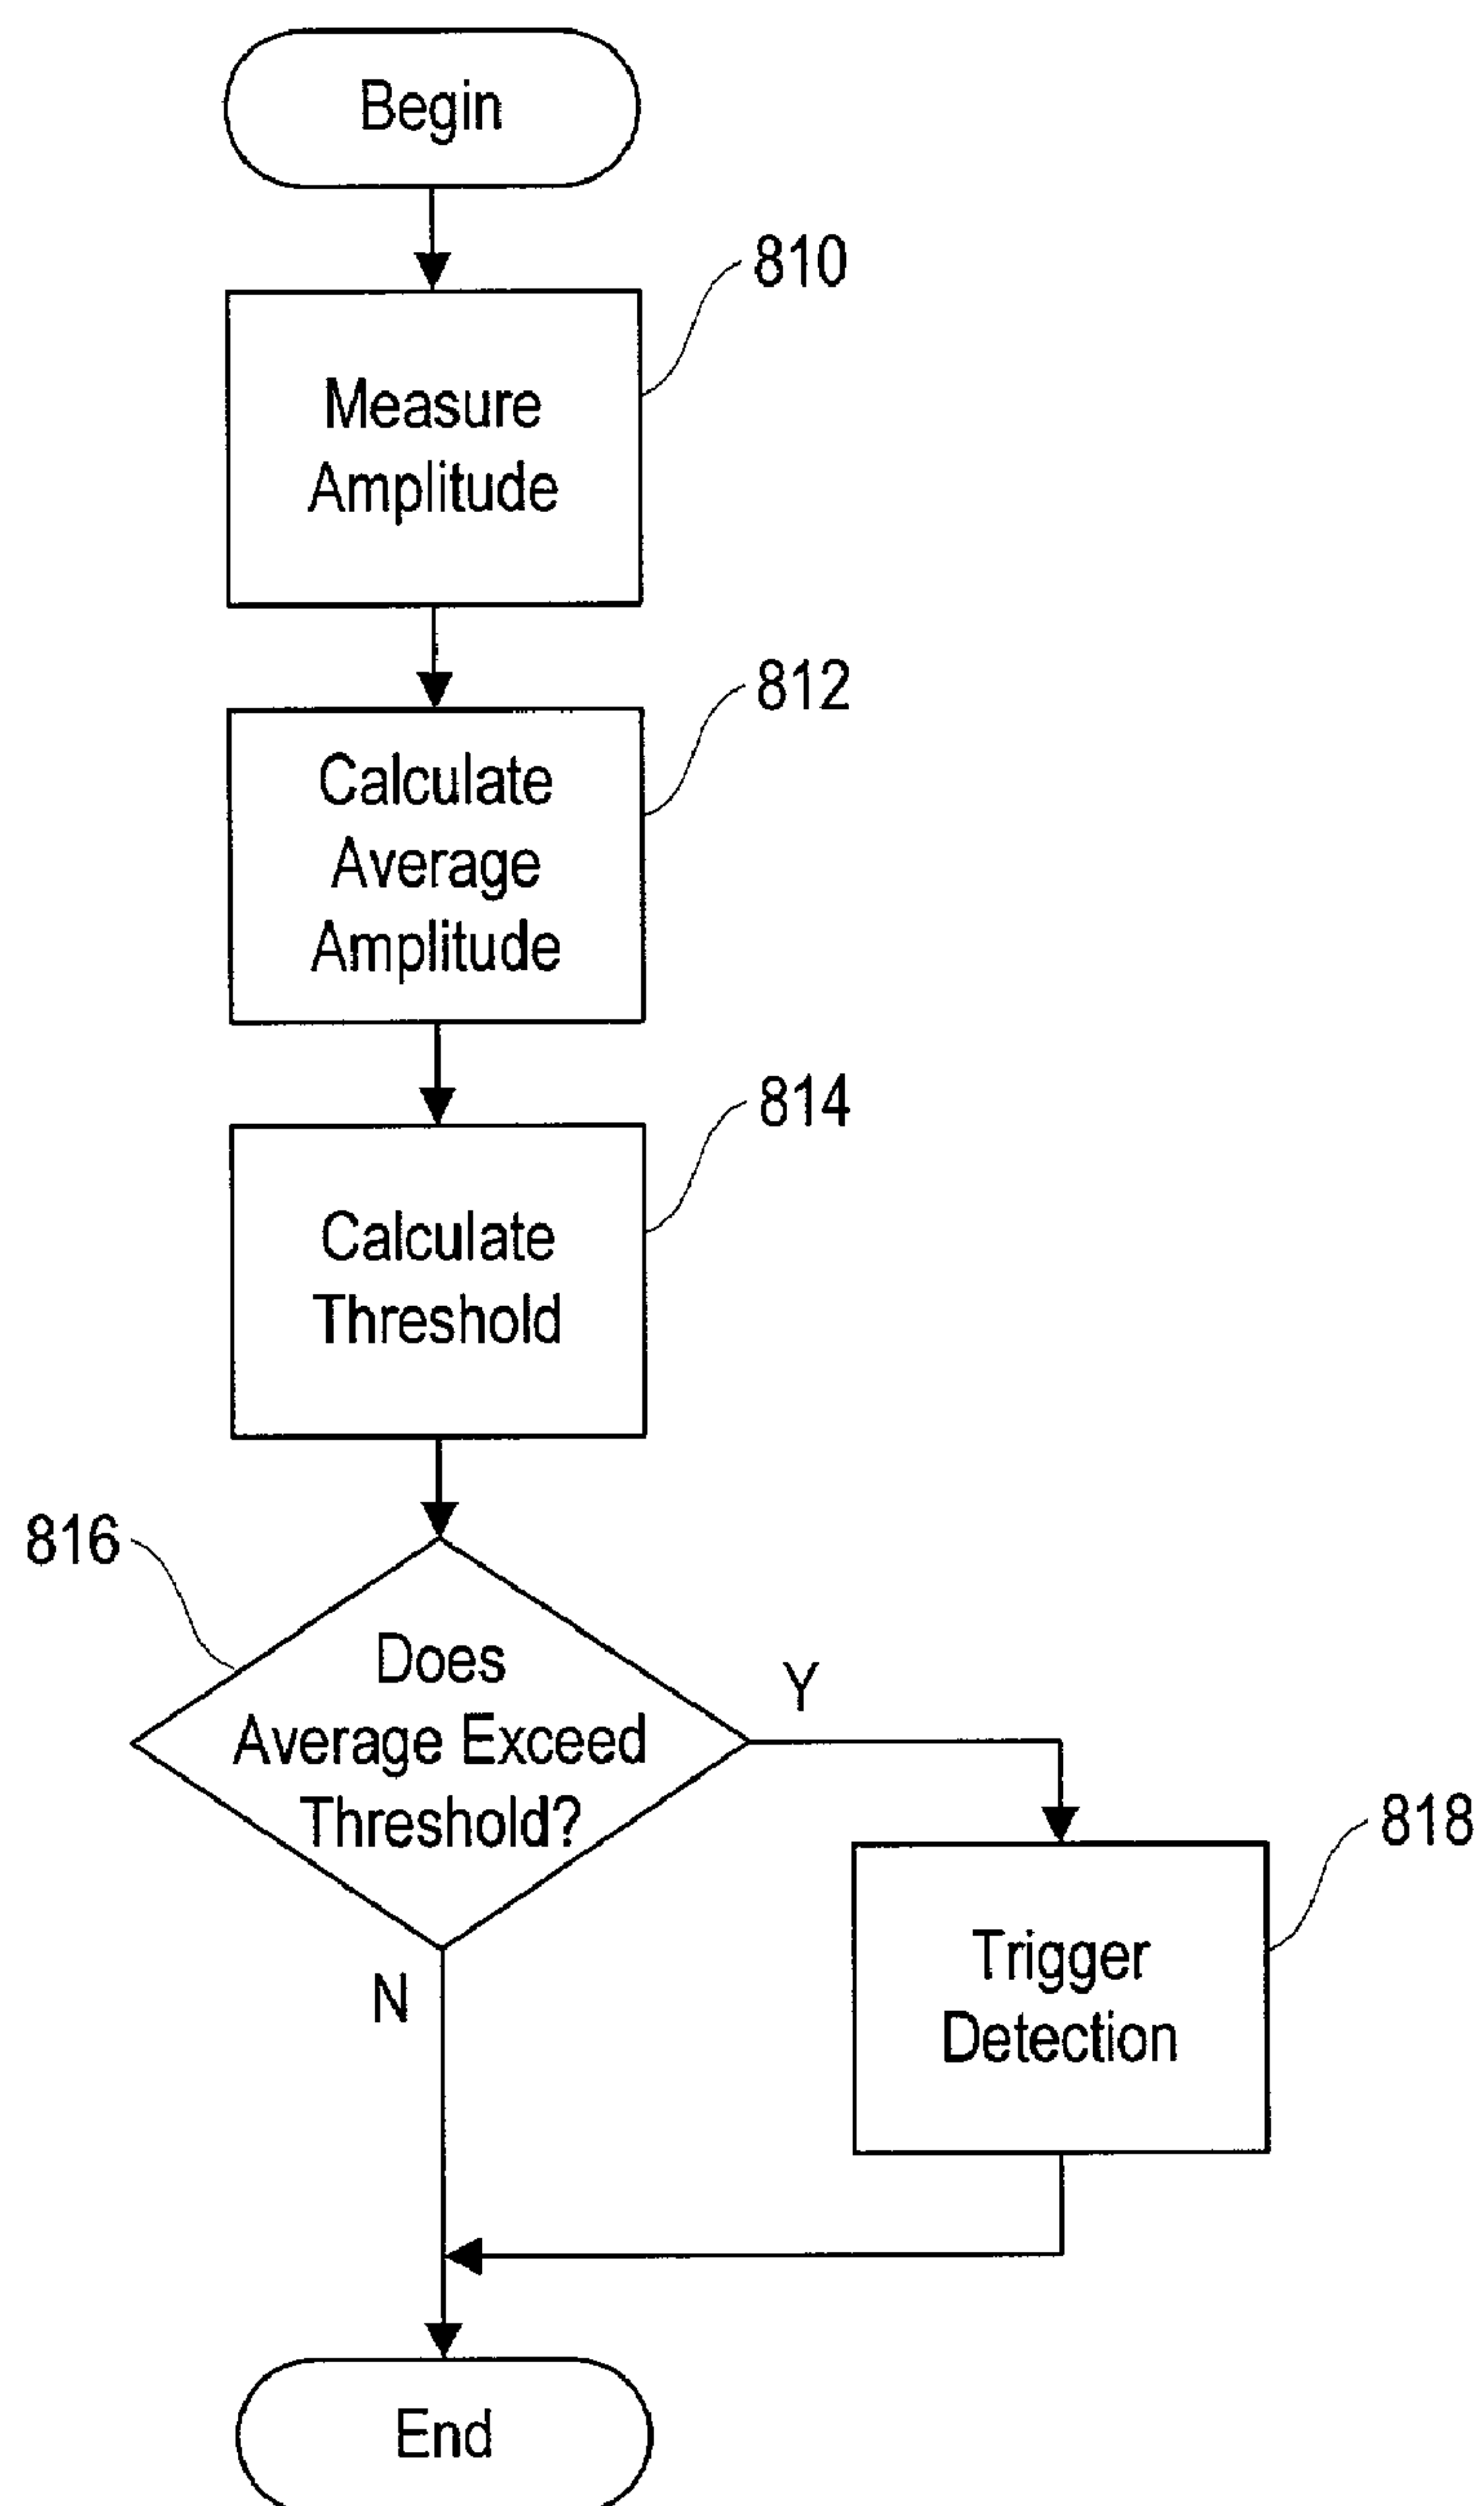 Begin
810
Measure
Amplitude
812
Calculate
Average
Amplitude
814
Calculate
Threshold
816
Does
Average Exceed
Threshold?
Y
N
818
Trigger
Detection
End